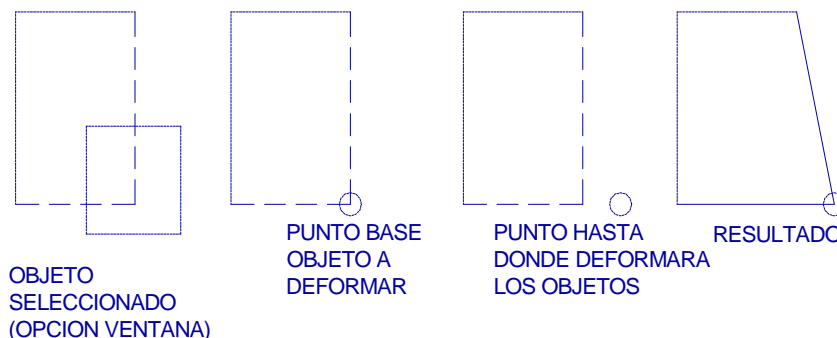 OBJETO
SELECCIONADO
(OPCION VENTANA)
PUNTO BASE
OBJETO A
DEFORMAR
PUNTO HASTA
DONDE DEFORMARA
LOS OBJETOS
RESULTADO